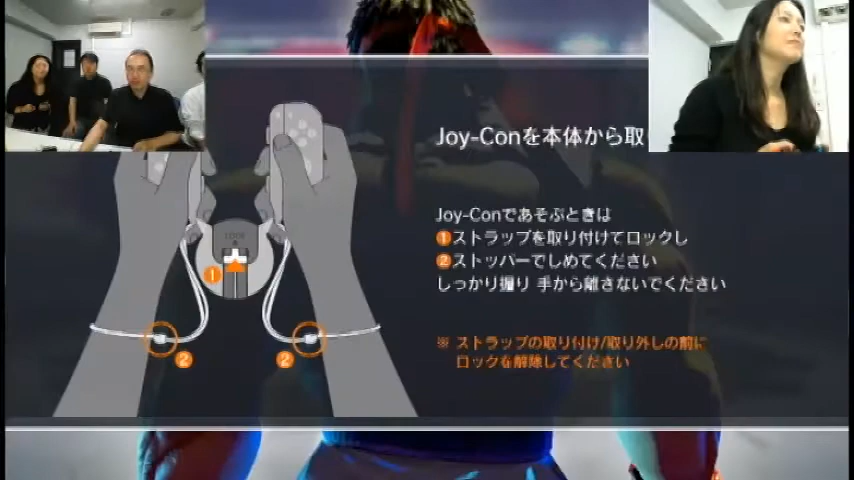 Joy-Conを本体から取
Joy-Conであそぶときは
❶ストラップを取り付けてロックし
❷ストッパーでしめてください
しっかり握り 手から離さないでください
LOCK
❶
❷
❷
※ ストラップの取り付け/取り外しの前に
ロックを解除してください